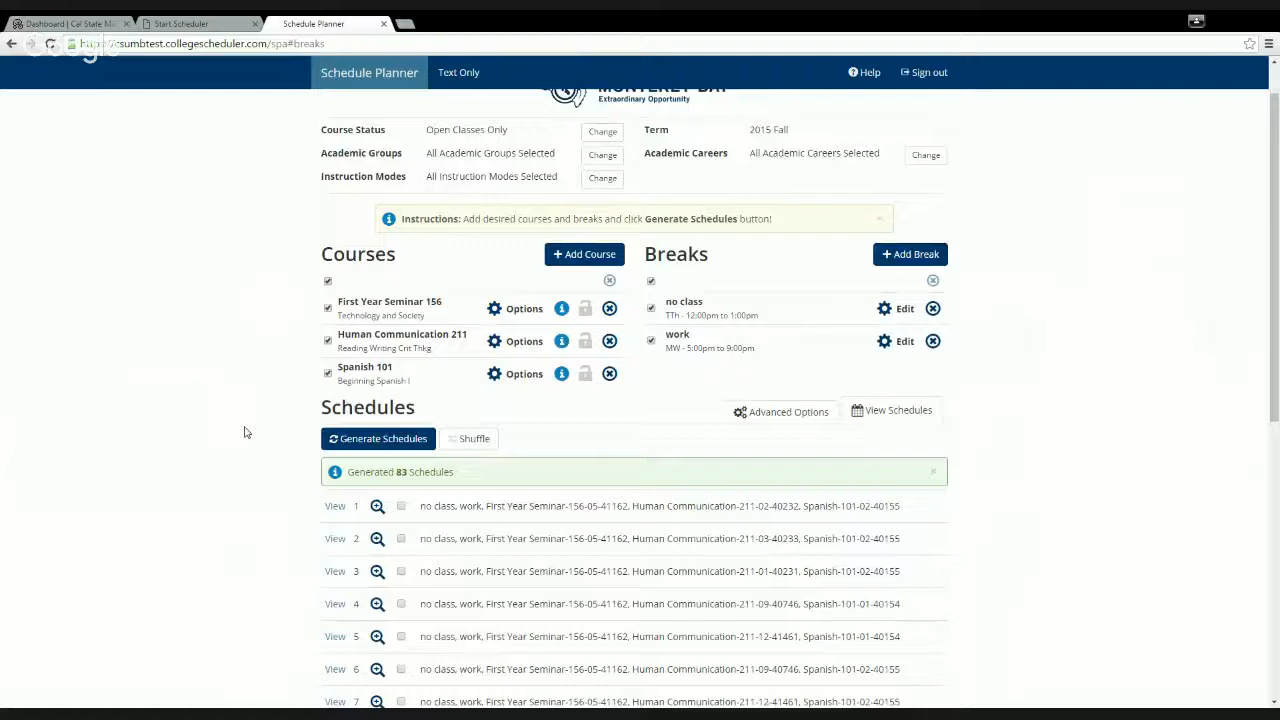 Dashboard | Cal State Mo
Start Scheduler
Schedule Planner
https://csumbtest.collegescheduler.com/spa#breaks
Schedule Planner
Text Only
Help
Sign out
MONTEREY BAY
Extraordinary Opportunity
Course Status
Open Classes Only
Change
Term
2015 Fall
Academic Groups
All Academic Groups Selected
Change
Academic Careers
All Academic Careers Selected
Change
Instruction Modes
All Instruction Modes Selected
Change
Instructions: Add desired courses and breaks and click Generate Schedules button!
Courses
+ Add Course
Breaks
+ Add Break
First Year Seminar 156
Technology and Society
Options
no class
TTh - 12:00pm to 1:00pm
Edit
Human Communication 211
Reading Writing Crit Thkg
Options
work
MW - 5:00pm to 9:00pm
Edit
Spanish 101
Beginning Spanish I
Options
Schedules
Advanced Options
View Schedules
Generate Schedules
Shuffle
Generated 83 Schedules
View 1 no class, work, First Year Seminar-156-05-41162, Human Communication-211-02-40232, Spanish-101-02-40155
View 2 no class, work, First Year Seminar-156-05-41162, Human Communication-211-03-40233, Spanish-101-02-40155
View 3 no class, work, First Year Seminar-156-05-41162, Human Communication-211-01-40231, Spanish-101-02-40155
View 4 no class, work, First Year Seminar-156-05-41162, Human Communication-211-09-40746, Spanish-101-01-40154
View 5 no class, work, First Year Seminar-156-05-41162, Human Communication-211-12-41461, Spanish-101-01-40154
View 6 no class, work, First Year Seminar-156-05-41162, Human Communication-211-09-40746, Spanish-101-02-40155
View 7 no class, work, First Year Seminar-156-05-41162, Human Communication-211-12-41461, Spanish-101-02-40155